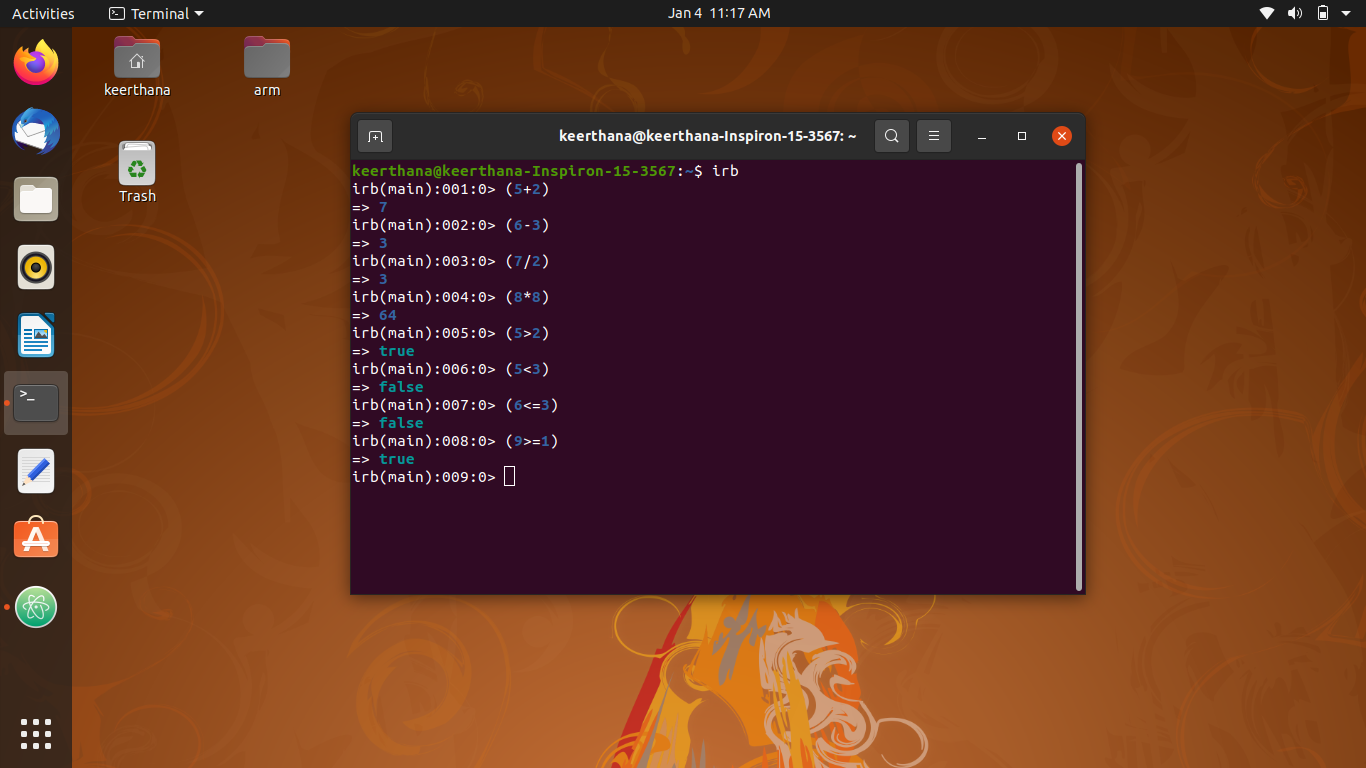 Activities
Terminal
Jan 4 11:17 AM
keerthana
arm
Trash
keerthana@keerthana-Inspiron-15-3567: ~
keerthana@keerthana-Inspiron-15-3567:~$ irb
irb(main):001:0> (5+2)
=> 7
irb(main):002:0> (6-3)
=> 3
irb(main):003:0> (7/2)
=> 3
irb(main):004:0> (8*8)
=> 64
irb(main):005:0> (5>2)
=> true
irb(main):006:0> (5<3)
=> false
irb(main):007:0> (6<=3)
=> false
irb(main):008:0> (9>=1)
=> true
irb(main):009:0>